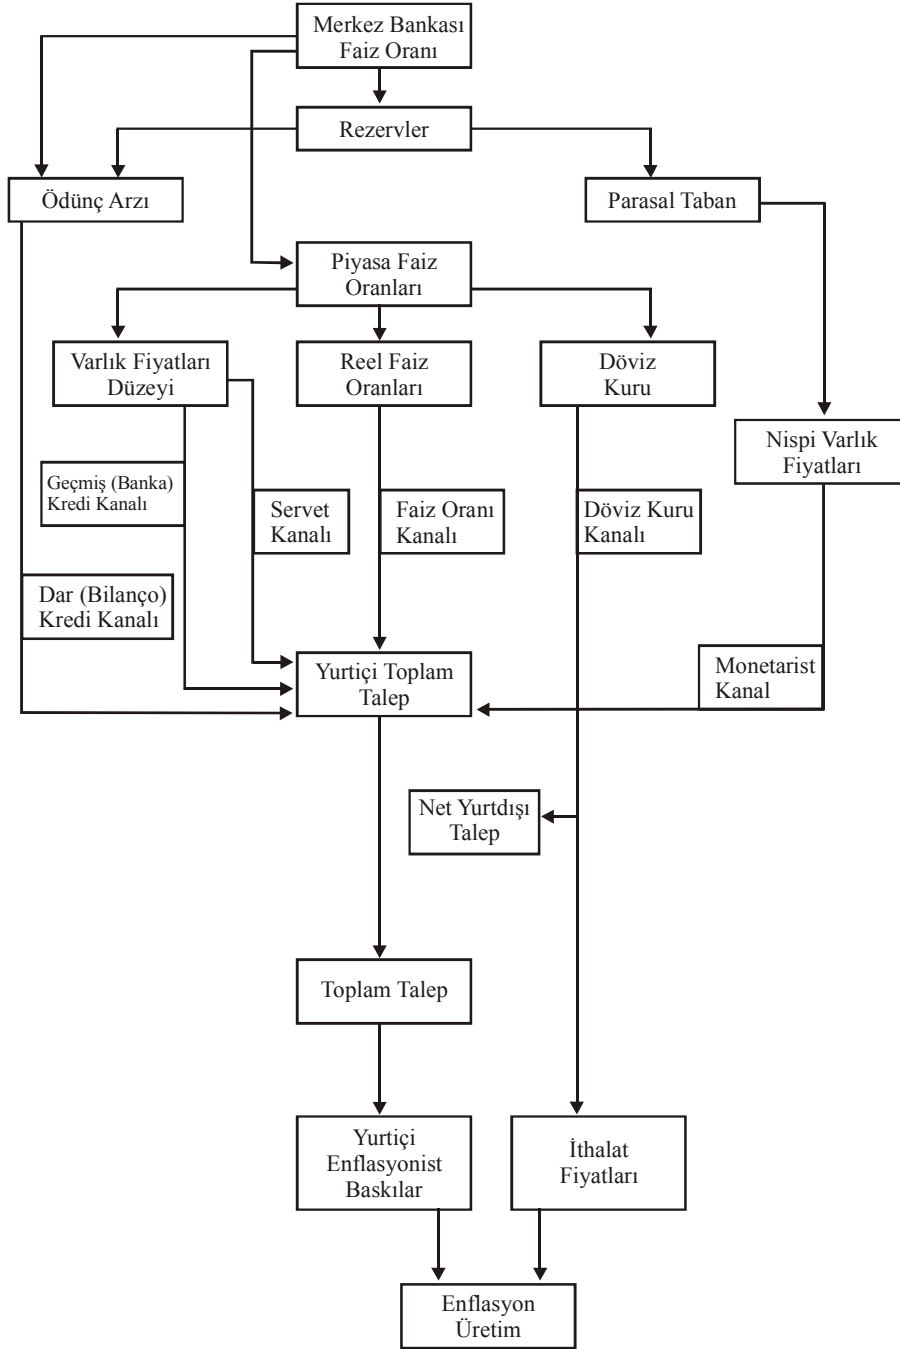 Merkez Bankası
Faiz Oranı
Rezervler
Ödünç Arzı
Parasal Taban
Piyasa Faiz
Oranları
Varlık Fiyatları
Düzeyi
Reel Faiz
Oranları
Döviz
Kuru
Nispi Varlık
Fiyatları
Geçmiş (Banka)
Kredi Kanalı
Servet
Kanalı
Faiz Oranı
Kanalı
Döviz Kuru
Kanalı
Dar (Bilanço)
Kredi Kanalı
Yurtiçi Toplam
Talep
Monetarist
Kanal
Net Yurtdışı
Talep
Toplam Talep
Yurtiçi
Enflasyonist
Baskılar
İthalat
Fiyatları
Enflasyon
Üretim